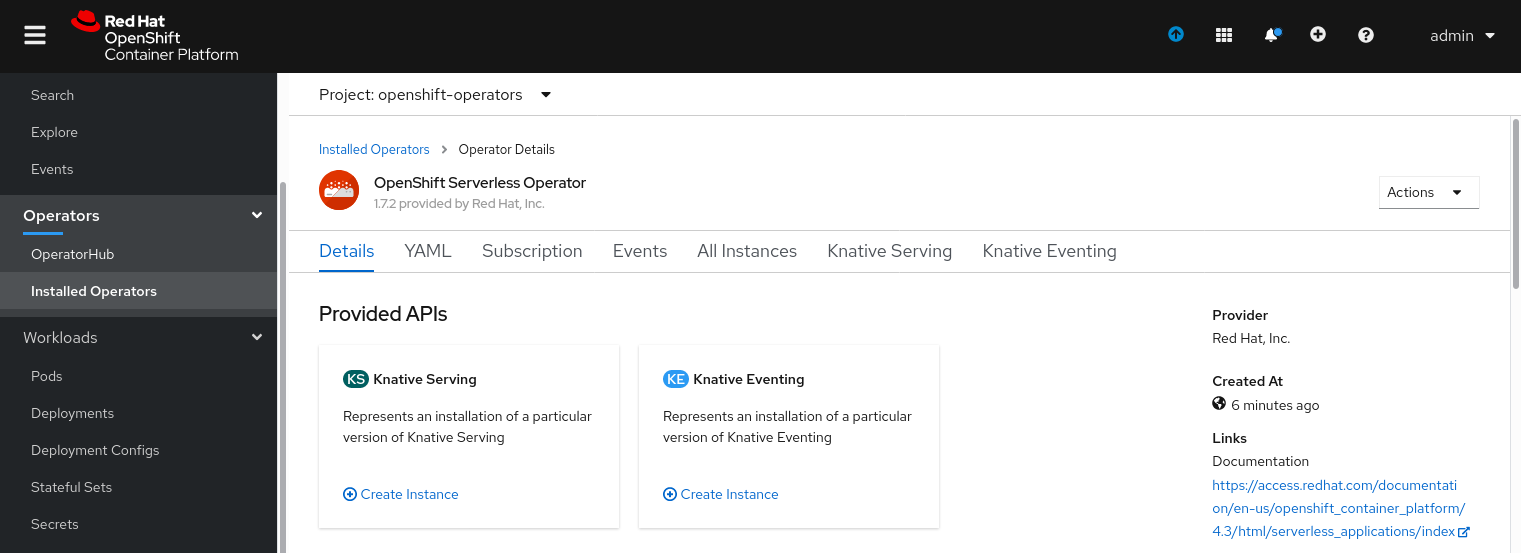 Red Hat
OpenShift
Container Platform
admin
Search
Explore
Events
Operators
OperatorHub
Installed Operators
Workloads
Pods
Deployments
Deployment Configs
Stateful Sets
Secrets
Project: openshift-operators
Installed Operators > Operator Details
OpenShift Serverless Operator
1.7.2 provided by Red Hat, Inc.
Actions
Details YAML Subscription Events All Instances Knative Serving Knative Eventing
Provided APIs
KS Knative Serving
Represents an installation of a particular
version of Knative Serving
Create Instance
KE Knative Eventing
Represents an installation of a particular
version of Knative Eventing
Create Instance
Provider
Red Hat, Inc.
Created At
6 minutes ago
Links
Documentation
https://access.redhat.com/documentati
on/en-us/openshift_container_platform/
4.3/html/serverless_applications/index